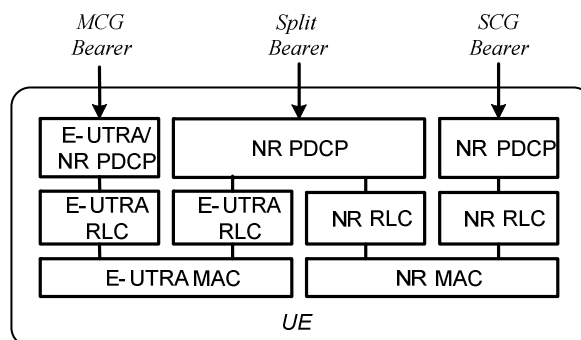 MCG Bearer
Split Bearer
SCG Bearer
E-UTRA/
NR PDCP
NR PDCP
NR PDCP
E-UTRA
RLC
E-UTRA
RLC
NR RLC
NR RLC
E-UTRA MAC
NR MAC
UE